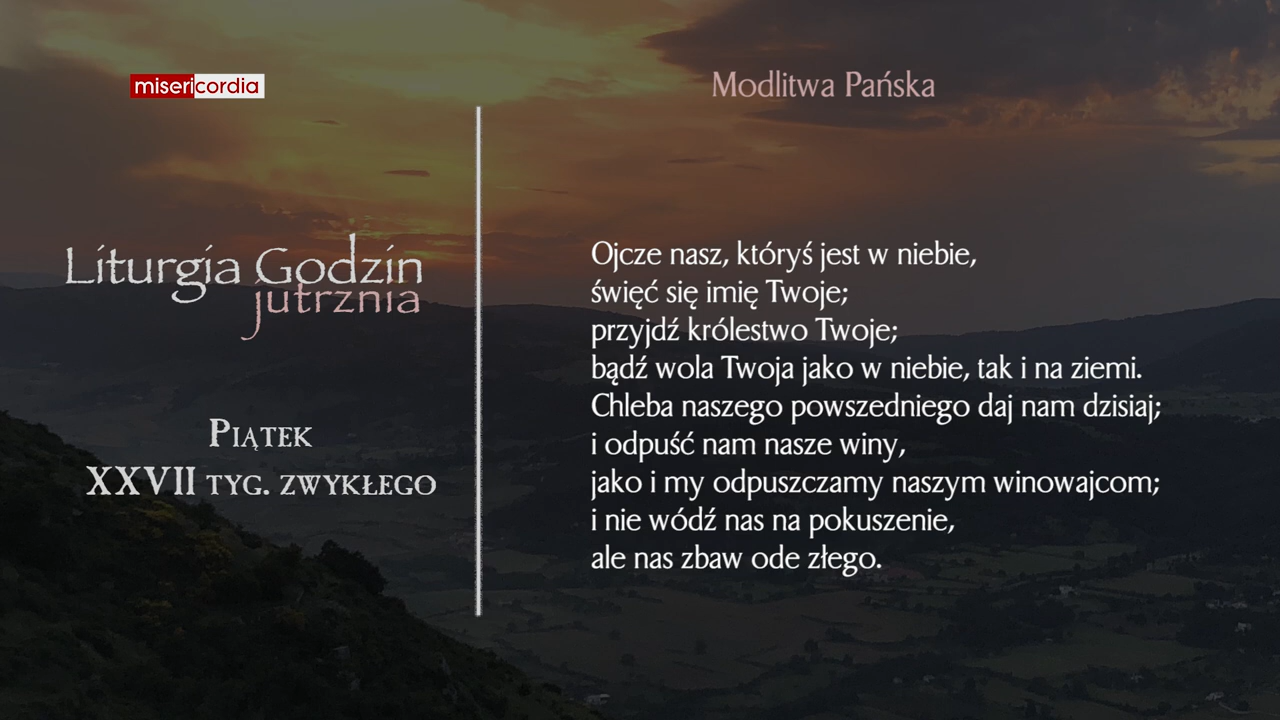 misericordia
Liturgia Godzin
jutrznia
Piątek
XXVII tyg. zwykłego
Modlitwa Pańska
Ojcze nasz, któryś jest w niebie,
święć się imię Twoje;
przyjdź królestwo Twoje;
bądź wola Twoja jako w niebie, tak i na ziemi.
Chleba naszego powszedniego daj nam dzisiaj;
i odpuść nam nasze winy,
jako i my odpuszczamy naszym winowajcom;
i nie wódź nas na pokuszenie,
ale nas zbaw ode złego.